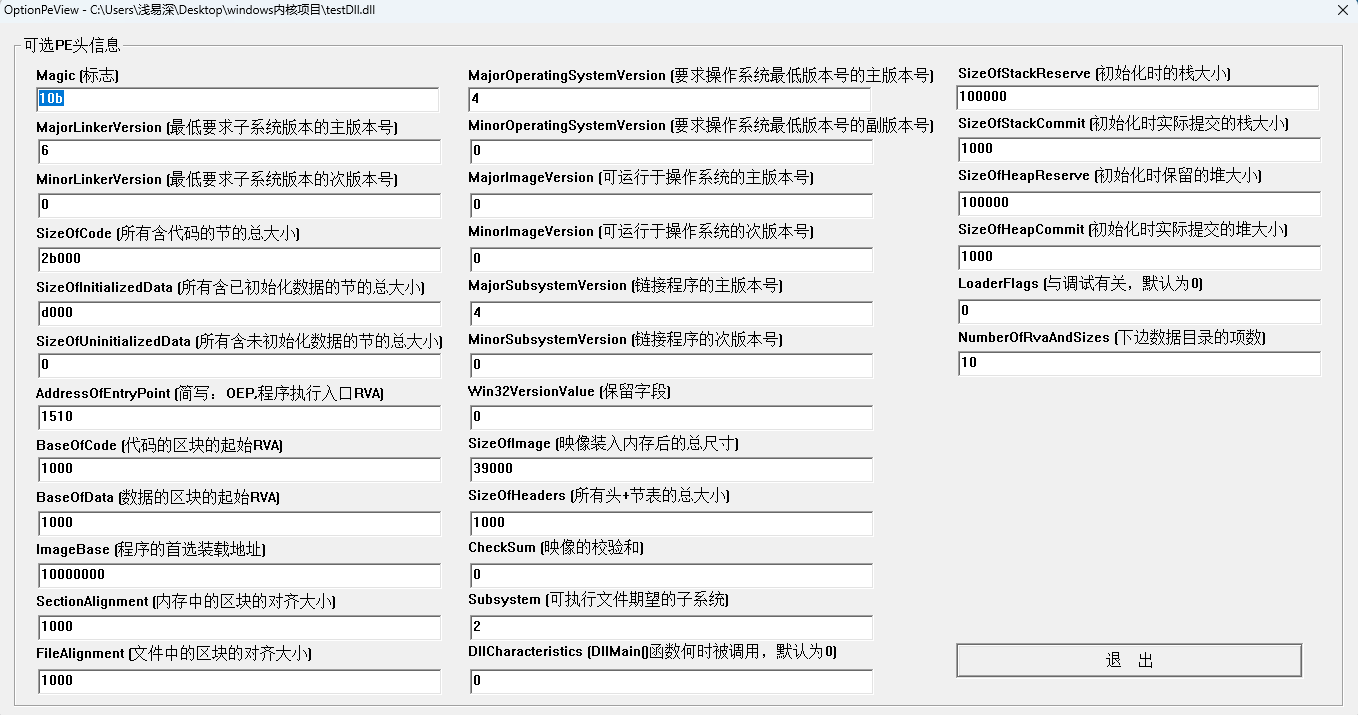 OptionPeView - C:\Users\浅易深\Desktop\windows内核项目\testDll.dll
可选PE头信息
Magic (标志)
10b
MajorLinkerVersion (最低要求子系统版本的主版本号)
6
MinorLinkerVersion (最低要求子系统版本的次版本号)
0
SizeOfCode (所有含代码的节的总大小)
2b000
SizeOfInitializedData (所有含已初始化数据的节的总大小)
d000
SizeOfUninitializedData (所有含未初始化数据的节的总大小)
0
AddressOfEntryPoint (简写：OEP,程序执行入口RVA)
1510
BaseOfCode (代码的区块的起始RVA)
1000
BaseOfData (数据的区块的起始RVA)
1000
ImageBase (程序的首选装载地址)
10000000
SectionAlignment (内存中的区块的对齐大小)
1000
FileAlignment (文件中的区块的对齐大小)
1000
MajorOperatingSystemVersion (要求操作系统最低版本号的主版本号)
4
MinorOperatingSystemVersion (要求操作系统最低版本号的副版本号)
0
MajorImageVersion (可运行于操作系统的主版本号)
0
MinorImageVersion (可运行于操作系统的次版本号)
0
MajorSubsystemVersion (链接程序的主版本号)
4
MinorSubsystemVersion (链接程序的次版本号)
0
Win32VersionValue (保留字段)
0
SizeOfImage (映像装入内存后的总尺寸)
39000
SizeOfHeaders (所有头+节表的总大小)
1000
CheckSum (映像的校验和)
0
Subsystem (可执行文件期望的子系统)
2
DllCharacteristics (DllMain()函数何时被调用，默认为0)
0
SizeOfStackReserve (初始化时的栈大小)
100000
SizeOfStackCommit (初始化时实际提交的栈大小)
1000
SizeOfHeapReserve (初始化时保留的堆大小)
100000
SizeOfHeapCommit (初始化时实际提交的堆大小)
1000
LoaderFlags (与调试有关，默认为0)
0
NumberOfRvaAndSizes (下边数据目录的项数)
10
退 出